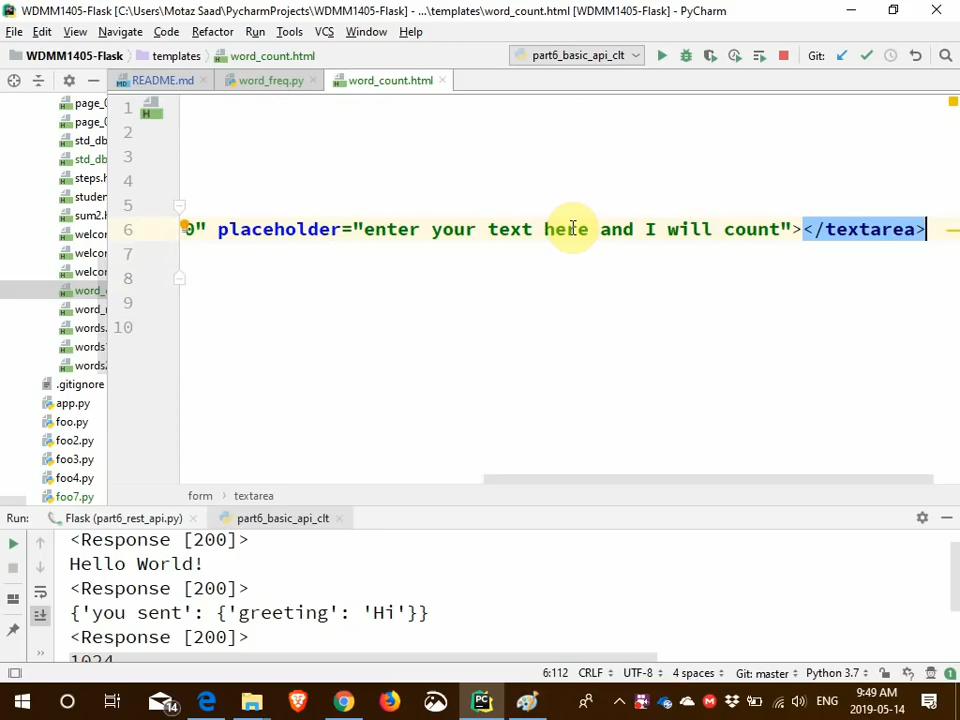 WDMM1405-Flask [C:\Users\Motaz Saad\PycharmProjects\WDMM1405-Flask] - ...\templates\word_count.html [WDMM1405-Flask] - PyCharm
File Edit View Navigate Code Refactor Run Tools VCS Window Help
WDMM1405-Flask templates word_count.html part6_basic_api_clt Git:
README.md word_freq.py word_count.html
page_
page_
std_db
std_db
steps.h
studen
sum2.
welcor
welcor
welcor
word_
word_
words.
words
words
.gitignore
app.py
foo.py
foo2.py
foo3.py
foo4.py
foo7.py
1
2
3
4
5
6 0" placeholder="enter your text here and I will count"></textarea>
7
8
9
10
form textarea
Run: Flask (part6_rest_api.py) part6_basic_api_clt
<Response [200]>
Hello World!
<Response [200]>
{'you sent': {'greeting': 'Hi'}}
<Response [200]>
1024
6:112 CRLF UTF-8 4 spaces Git: master Python 3.7
14 ENG 9:49 AM
2019-05-14